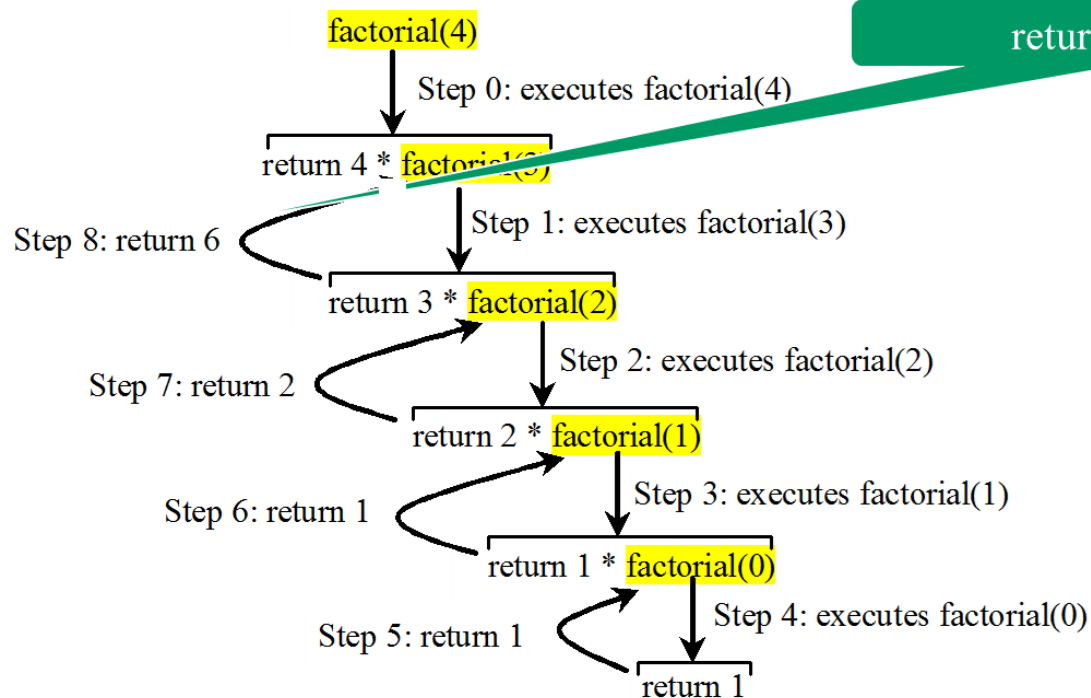 factorial(4)
retur
Step 0: executes factorial(4)
return 4 * factorial(3)
Step 1: executes factorial(3)
Step 8: return 6
return 3 * factorial(2)
Step 2: executes factorial(2)
Step 7: return 2
return 2 * factorial(1)
Step 3: executes factorial(1)
Step 6: return 1
return 1 * factorial(0)
Step 4: executes factorial(0)
Step 5: return 1
return 1